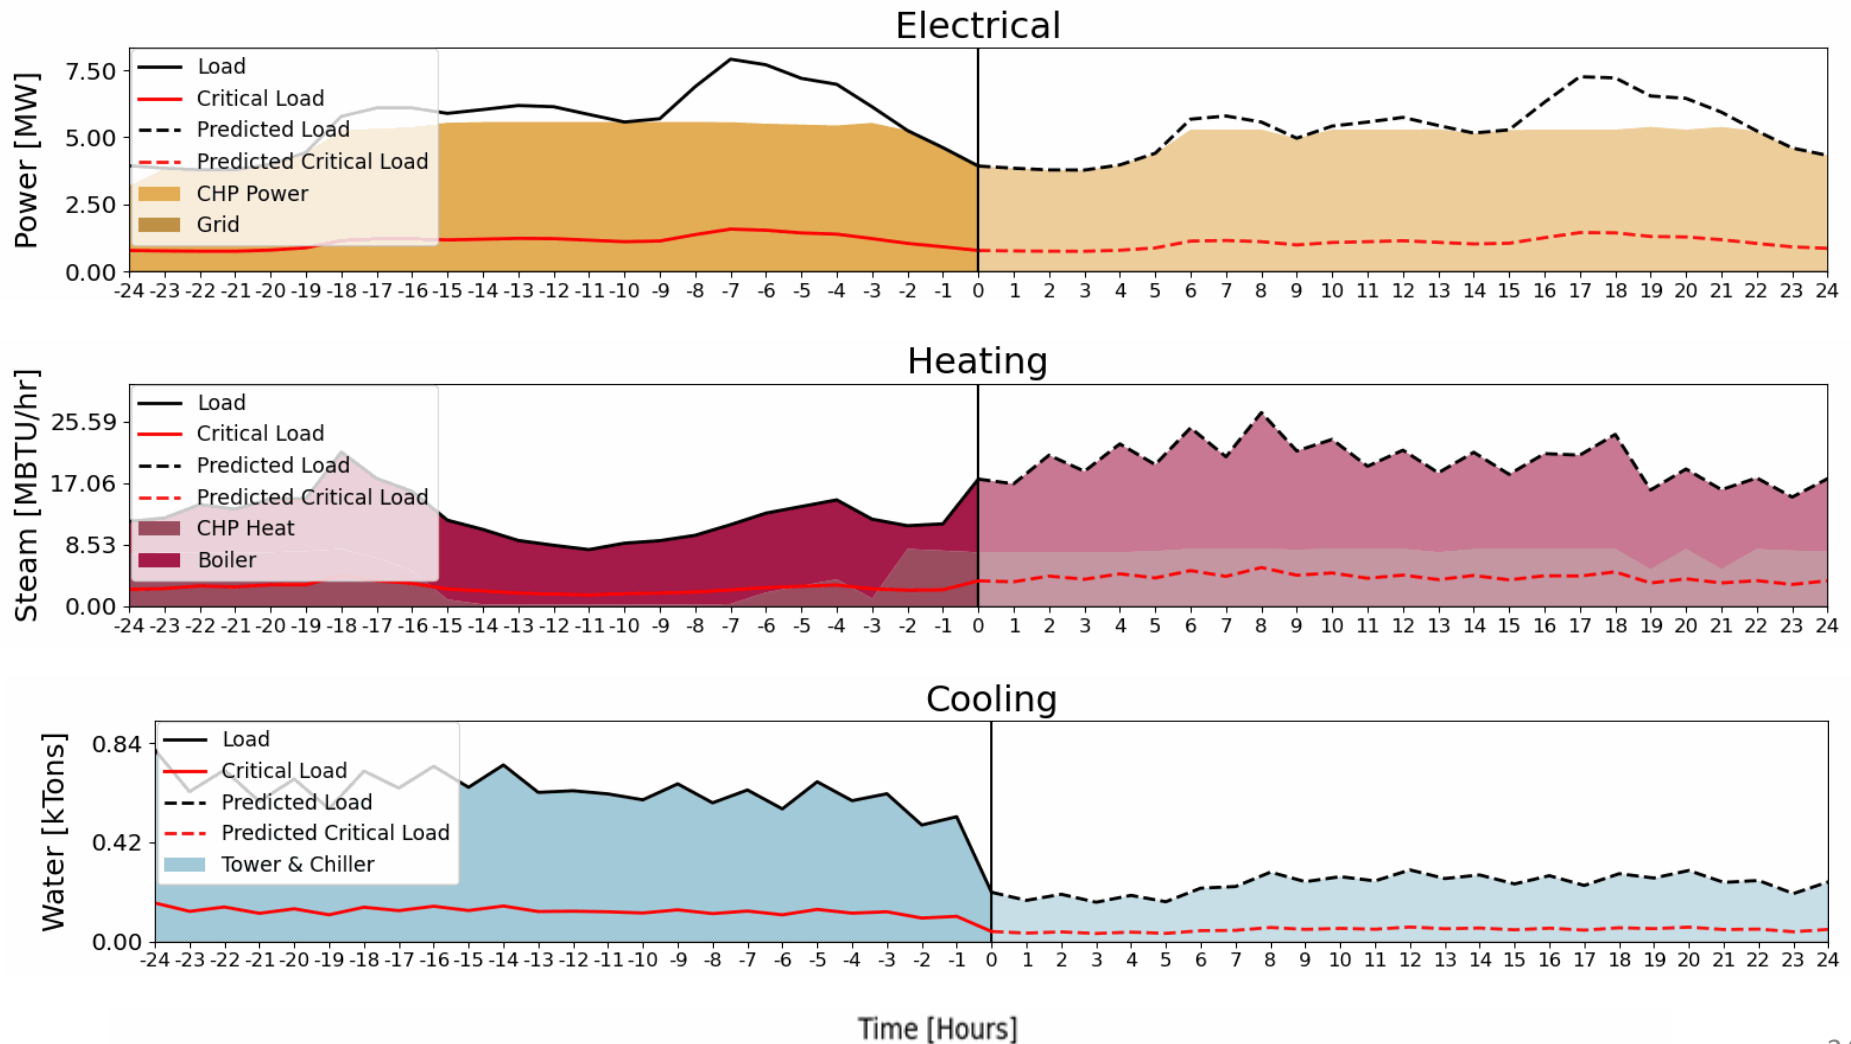 Electrical
Power [MW]
7.50
5.00
2.50
0.00
Load
Critical Load
Predicted Load
Predicted Critical Load
CHP Power
Grid
-24 -23 -22 -21 -20 -19 -18 -17 -16 -15 -14 -13 -12 -11 -10 -9 -8 -7 -6 -5 -4 -3 -2 -1 0 1 2 3 4 5 6 7 8 9 10 11 12 13 14 15 16 17 18 19 20 21 22 23 24
Heating
Steam [MBTU/hr]
25.59
17.06
8.53
0.00
Load
Critical Load
Predicted Load
Predicted Critical Load
CHP Heat
Boiler
-24 -23 -22 -21 -20 -19 -18 -17 -16 -15 -14 -13 -12 -11 -10 -9 -8 -7 -6 -5 -4 -3 -2 -1 0 1 2 3 4 5 6 7 8 9 10 11 12 13 14 15 16 17 18 19 20 21 22 23 24
Cooling
Water [kTons]
0.84
0.42
0.00
Load
Critical Load
Predicted Load
Predicted Critical Load
Tower & Chiller
-24 -23 -22 -21 -20 -19 -18 -17 -16 -15 -14 -13 -12 -11 -10 -9 -8 -7 -6 -5 -4 -3 -2 -1 0 1 2 3 4 5 6 7 8 9 10 11 12 13 14 15 16 17 18 19 20 21 22 23 24
Time [Hours]